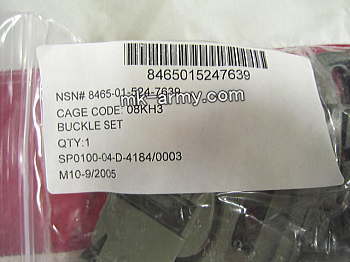 8465015247639
NSN# 8465-01-524-7639
mk-army.com
CAGE CODE: 08KH3
BUCKLE SET
QTY:1
SP0100-04-D-4184/0003
M10-9/2005